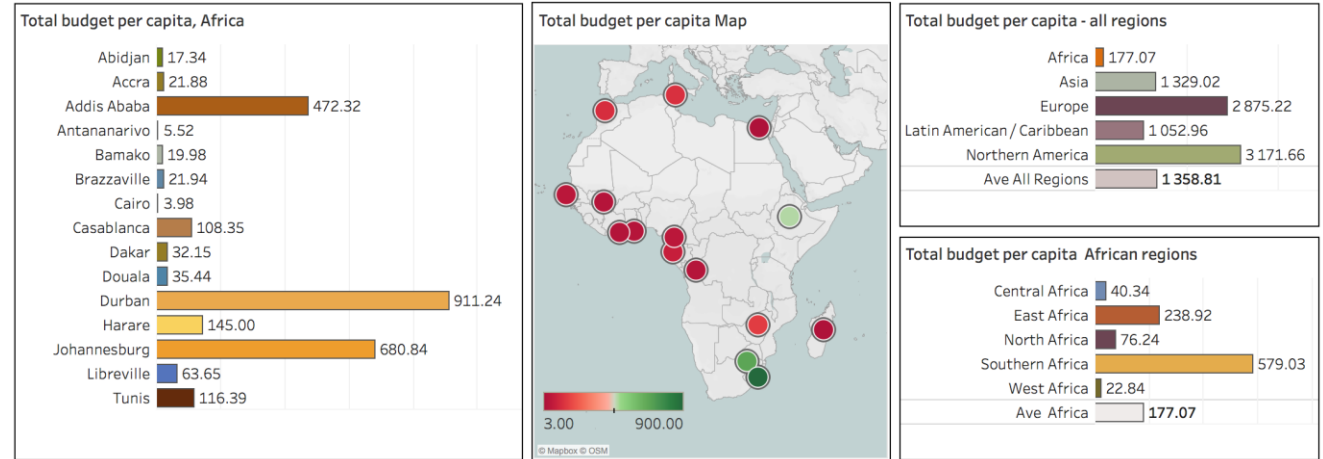 Total budget per capita, Africa
Abidjan 17.34
Accra 21.88
Addis Ababa 472.32
Antananarivo 5.52
Bamako 19.98
Brazzaville 21.94
Cairo 3.98
Casablanca 108.35
Dakar 32.15
Douala 35.44
Durban 911.24
Harare 145.00
Johannesburg 680.84
Libreville 63.65
Tunis 116.39
Total budget per capita Map
3.00 900.00
© Mapbox © OSM
Total budget per capita - all regions
Africa 177.07
Asia 1 329.02
Europe 2 875.22
Latin American / Caribbean 1 052.96
Northern America 3 171.66
Ave All Regions 1 358.81
Total budget per capita African regions
Central Africa 40.34
East Africa 238.92
North Africa 76.24
Southern Africa 579.03
West Africa 22.84
Ave Africa 177.07